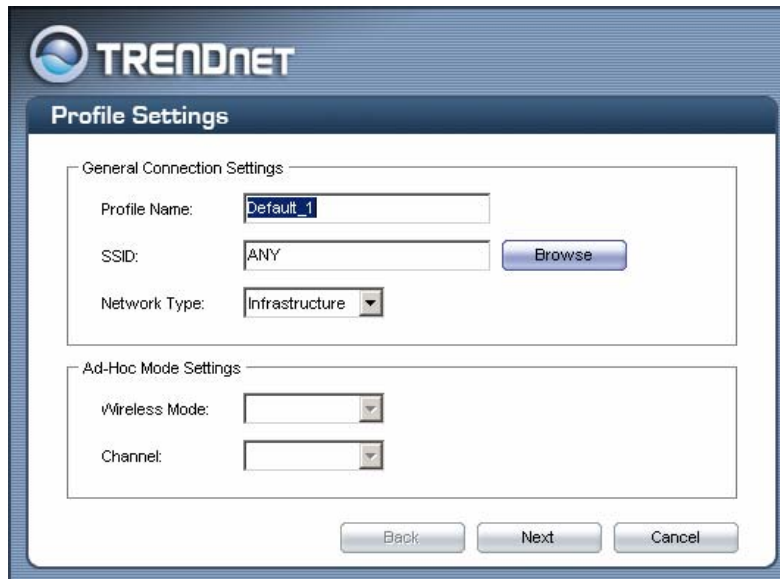 TRENDNET
Profile Settings
General Connection Settings
Profile Name: Default_1
SSID: ANY Browse
Network Type: Infrastructure
Ad-Hoc Mode Settings
Wireless Mode:
Channel:
Back Next Cancel